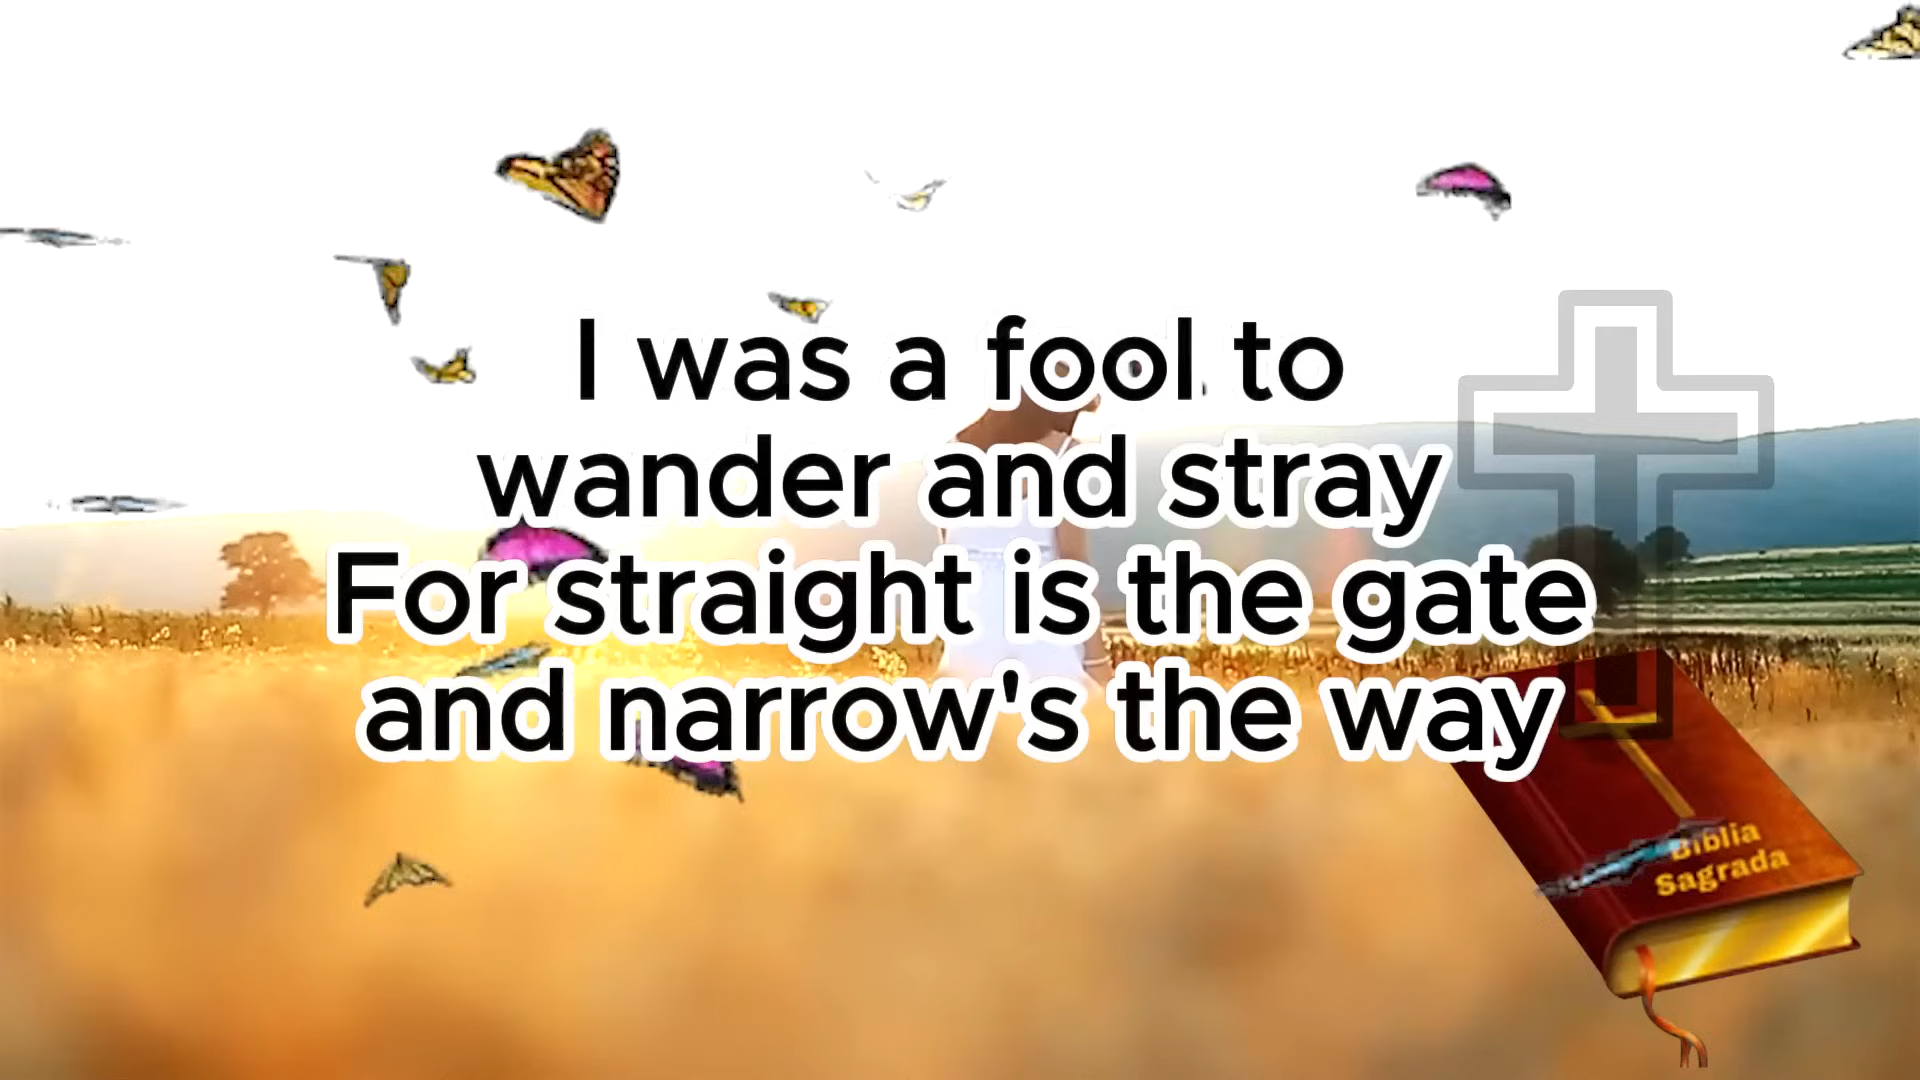 I was a fool to
wander and stray
For straight is the gate
and narrow's the way
Biblia
Sagrada